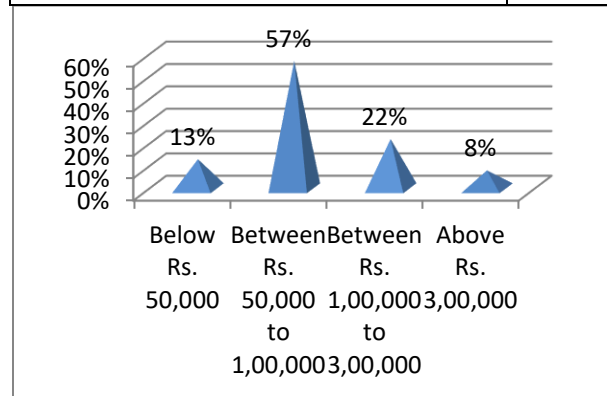 57%
60%
50%
40%
30%
20%
10%
0%
13%
22%
8%
Below
Rs.
50,000
Between
Rs.
50,000
to
1,00,000
Between
Rs.
1,00,000
to
3,00,000
Above
Rs.
3,00,000